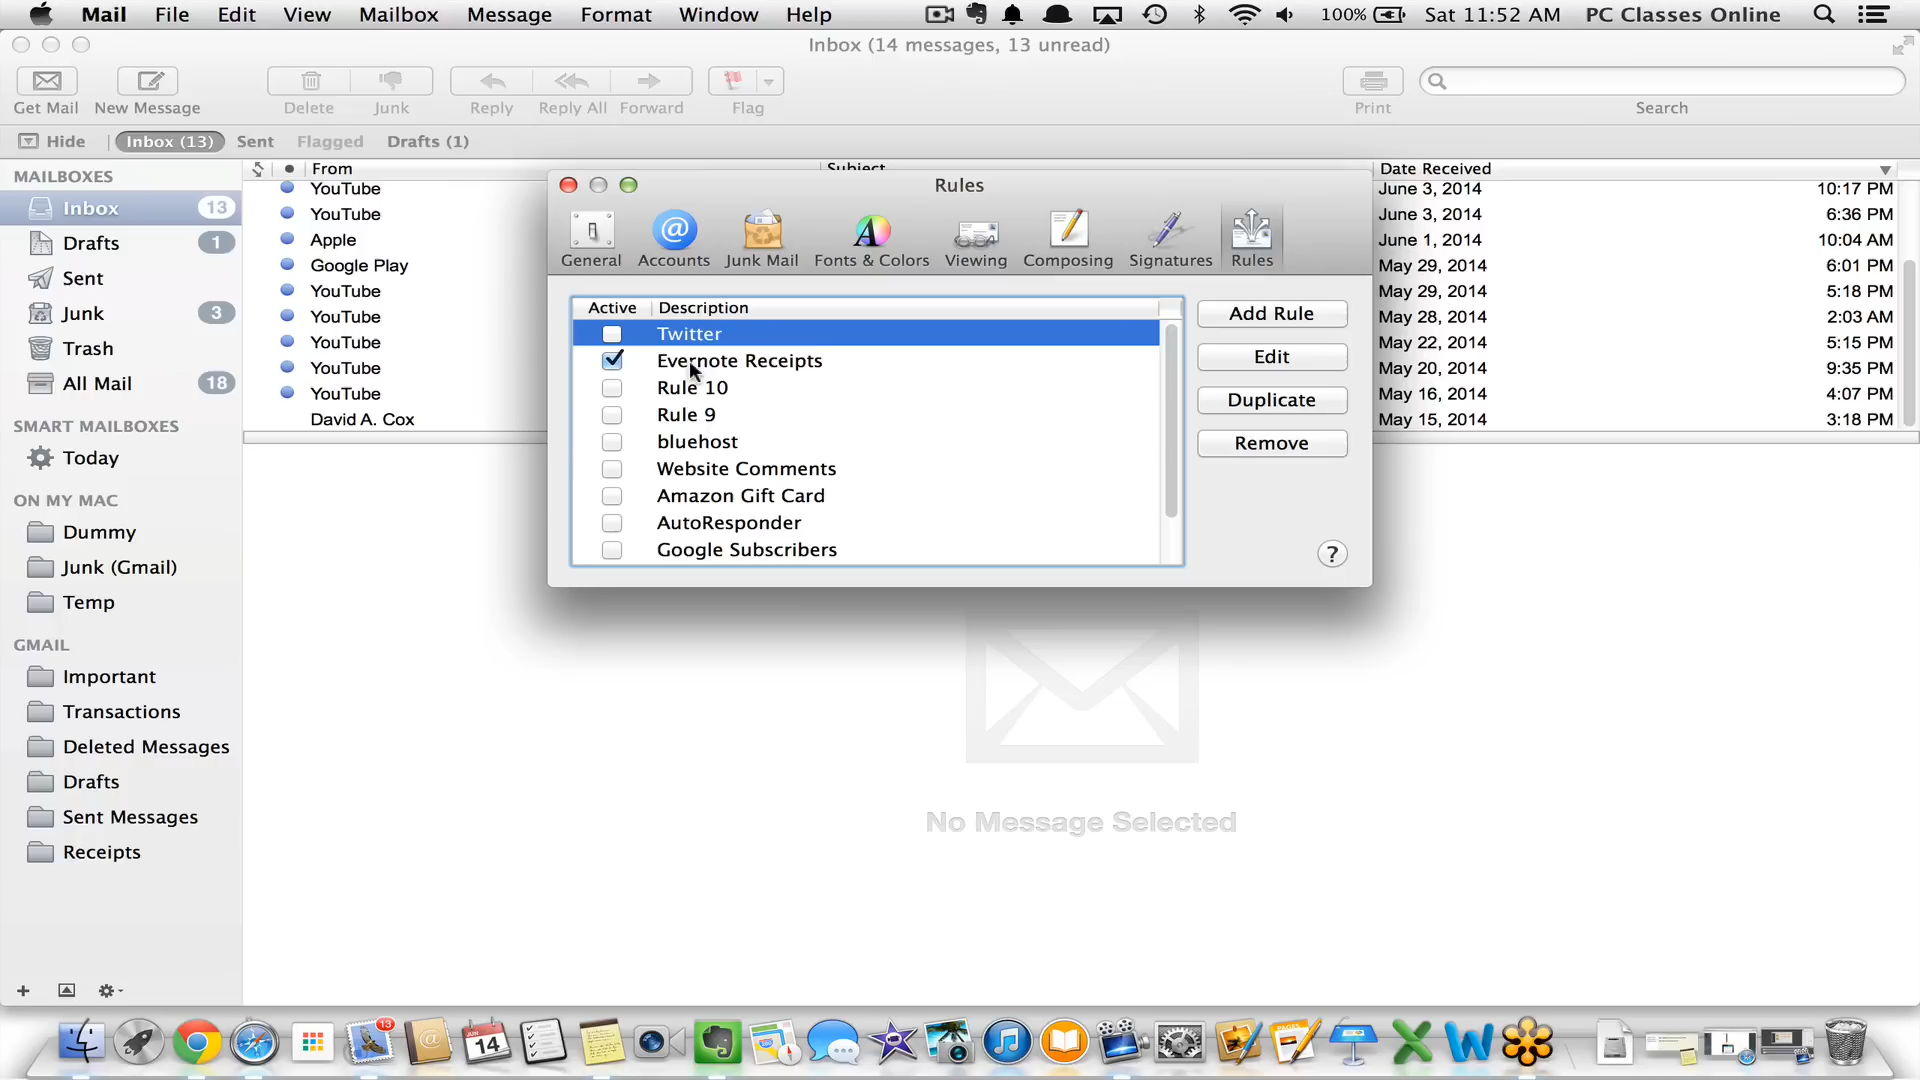 Mail File Edit View Mailbox Message Format Window Help 100% Sat 11:52 AM PC Classes Online
Inbox (14 messages, 13 unread)
Get Mail New Message Delete Junk Reply Reply All Forward Flag Print Search
Hide Inbox (13) Sent Flagged Drafts (1)
MAILBOXES
Inbox 13
Drafts 1
Sent
Junk 3
Trash
All Mail 18
SMART MAILBOXES
Today
ON MY MAC
Dummy
Junk (Gmail)
Temp
GMAIL
Important
Transactions
Deleted Messages
Drafts
Sent Messages
Receipts
From Subject Date Received
YouTube June 3, 2014 10:17 PM
YouTube June 3, 2014 6:36 PM
Apple June 1, 2014 10:04 AM
Google Play May 29, 2014 6:01 PM
YouTube May 29, 2014 5:18 PM
YouTube May 28, 2014 2:03 AM
YouTube May 22, 2014 5:15 PM
YouTube May 20, 2014 9:35 PM
YouTube May 16, 2014 4:07 PM
David A. Cox May 15, 2014 3:18 PM
Rules
General Accounts Junk Mail Fonts & Colors Viewing Composing Signatures Rules
Active Description
Twitter
Evernote Receipts
Rule 10
Rule 9
bluehost
Website Comments
Amazon Gift Card
AutoResponder
Google Subscribers
Add Rule
Edit
Duplicate
Remove
?
No Message Selected
13
JUN
14
PAGES